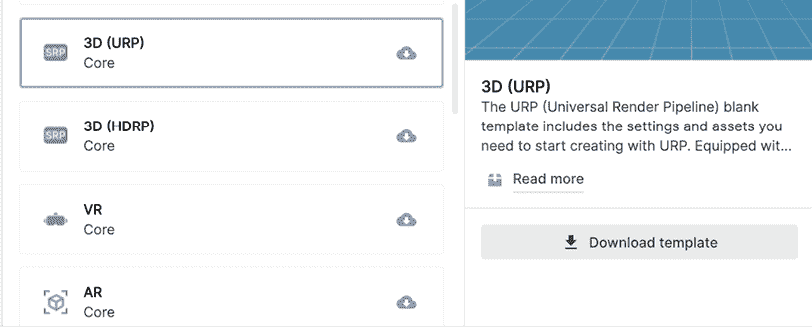 3D (URP)
Core
3D (HDRP)
Core
VR
Core
AR
Core
3D (URP)
The URP (Universal Render Pipeline) blank
template includes the settings and assets you
need to start creating with URP. Equipped wit...
Read more
Download template
SRP
SRP